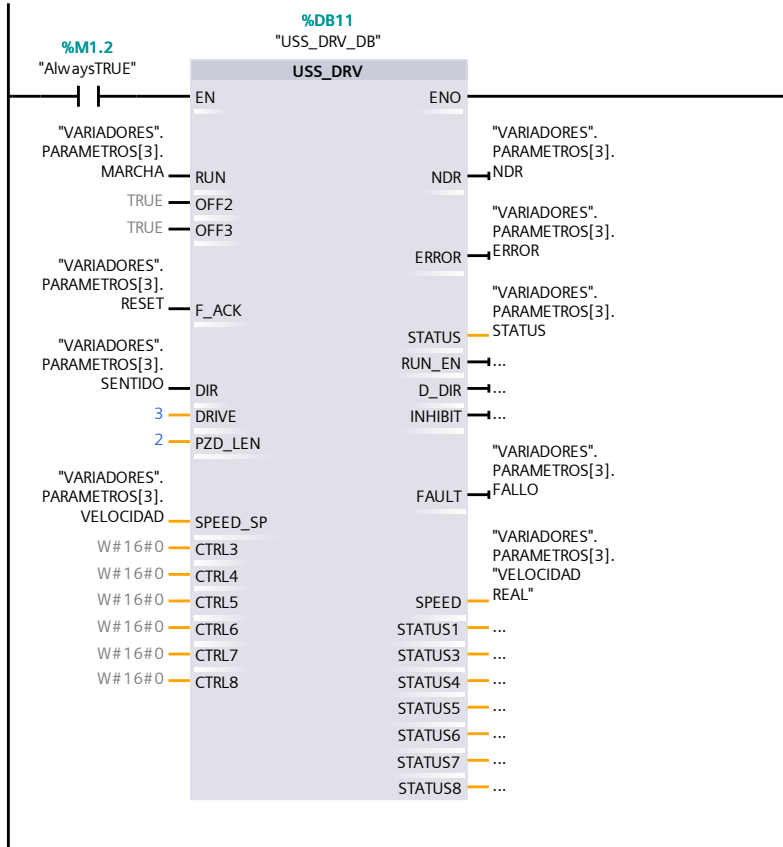 %DB11
"USS_DRV_DB"
%M1.2
"AlwaysTRUE"
USS_DRV
EN
ENO
"VARIADORES".
PARAMETROS[3].
MARCHA
RUN
"VARIADORES".
PARAMETROS[3].
NDR
NDR
TRUE
OFF2
TRUE
OFF3
"VARIADORES".
PARAMETROS[3].
ERROR
ERROR
"VARIADORES".
PARAMETROS[3].
RESET
F_ACK
"VARIADORES".
PARAMETROS[3].
STATUS
STATUS
"VARIADORES".
PARAMETROS[3].
SENTIDO
DIR
RUN_EN
...
D_DIR
...
3
DRIVE
INHIBIT
...
2
PZD_LEN
"VARIADORES".
PARAMETROS[3].
FALLO
FAULT
"VARIADORES".
PARAMETROS[3].
VELOCIDAD
SPEED_SP
W#16#0
CTRL3
W#16#0
CTRL4
W#16#0
CTRL5
"VARIADORES".
PARAMETROS[3].
"VELOCIDAD
REAL"
SPEED
W#16#0
CTRL6
STATUS1
...
W#16#0
CTRL7
STATUS3
...
W#16#0
CTRL8
STATUS4
...
STATUS5
...
STATUS6
...
STATUS7
...
STATUS8
...